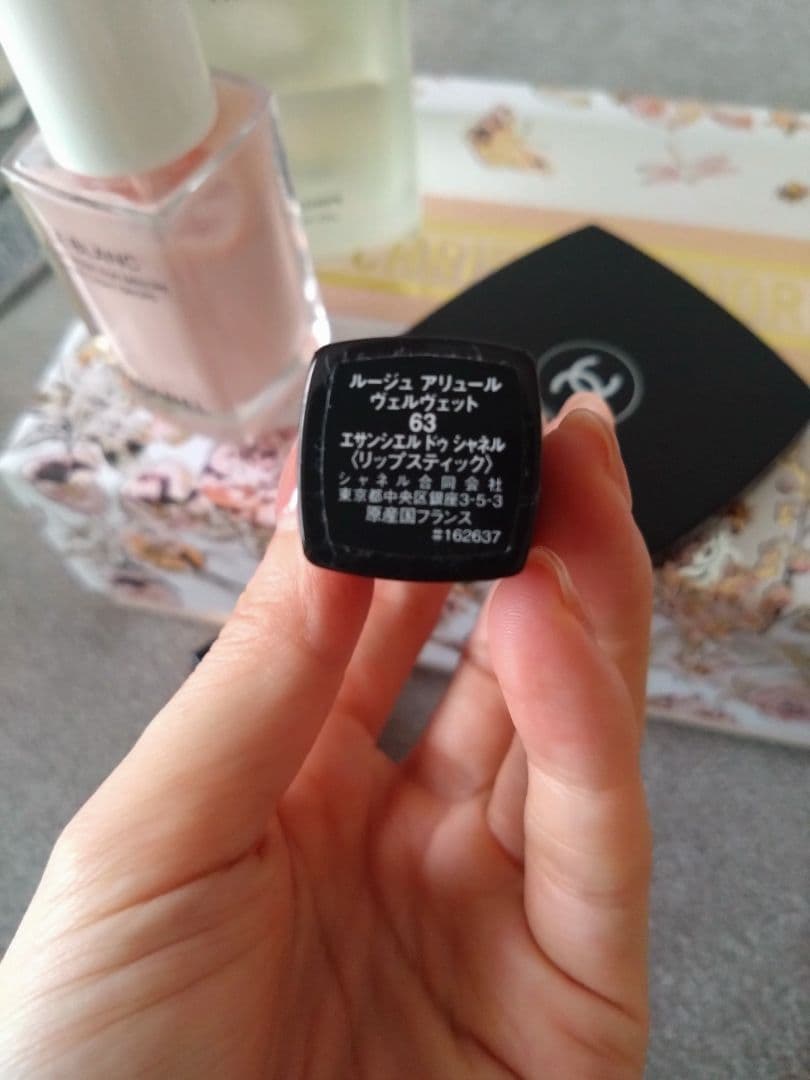 BLANC
ルージュ アリュール
ヴェルヴェット
63
エサンシエル ドゥ シャネル
〈リップスティック〉
シャネル合同会社
東京都中央区銀座3-5-3
原産国フランス
#162637